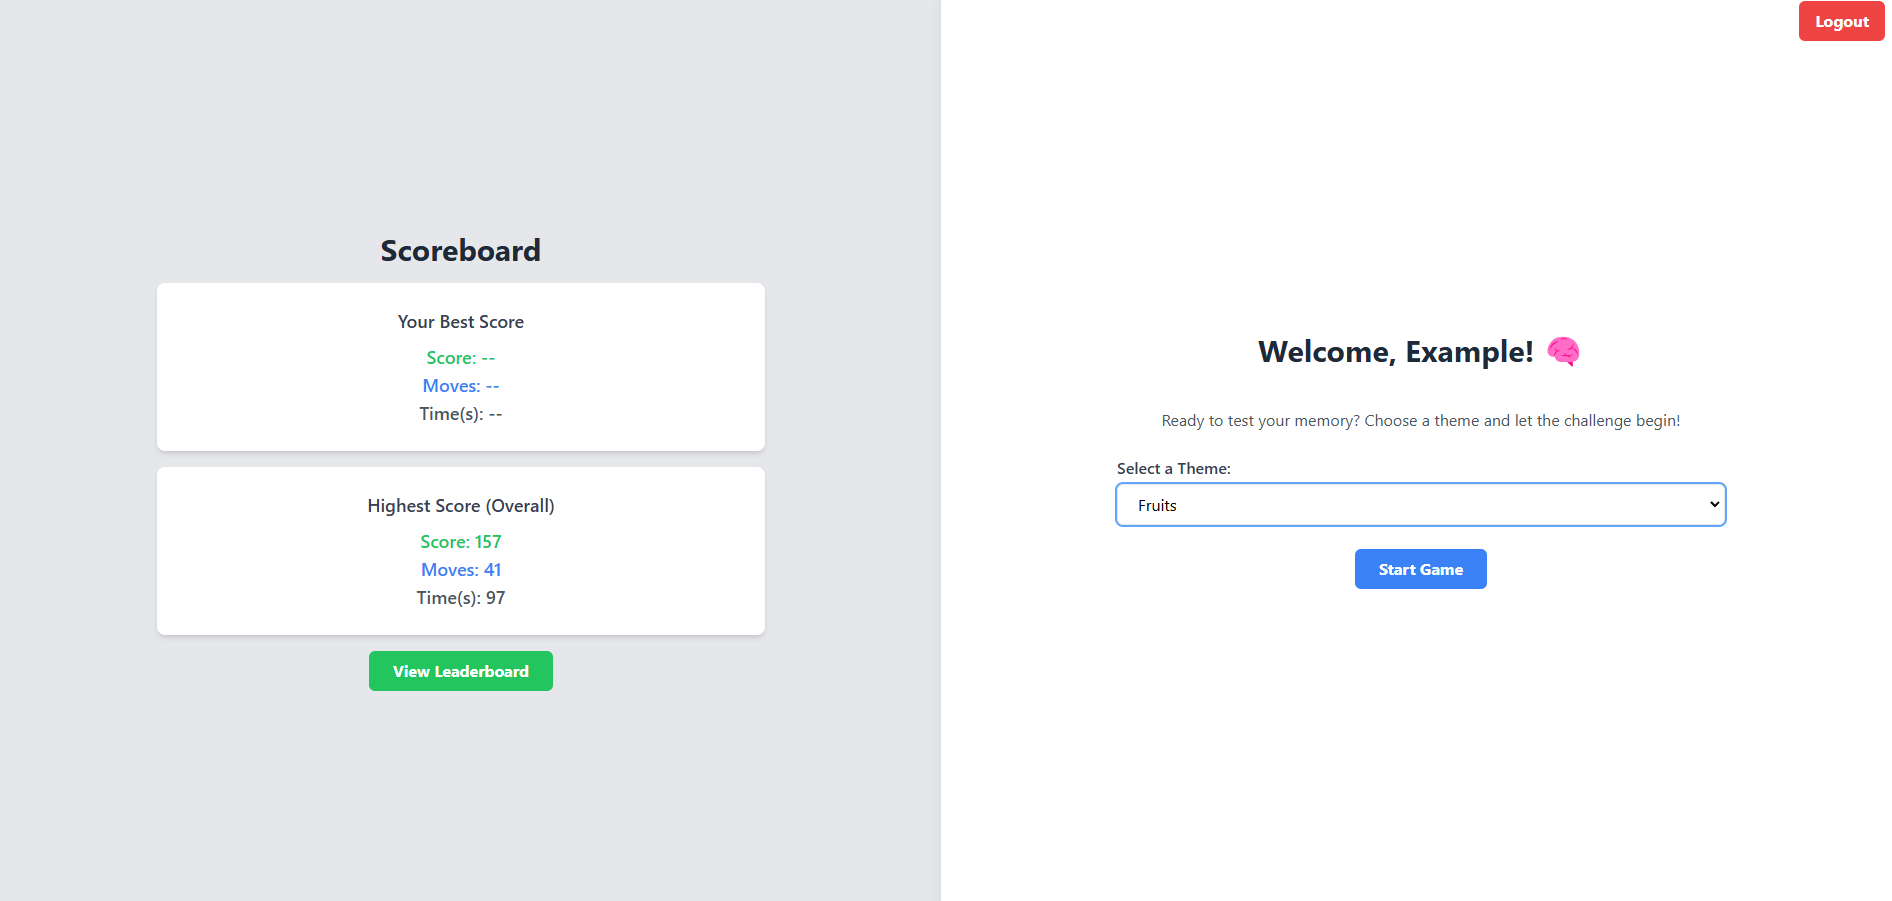 Logout
Scoreboard
Your Best Score
Score: --
Moves: --
Time(s): --
Highest Score (Overall)
Score: 157
Moves: 41
Time(s): 97
View Leaderboard
Welcome, Example! 🧠
Ready to test your memory? Choose a theme and let the challenge begin!
Select a Theme:
Fruits
Start Game